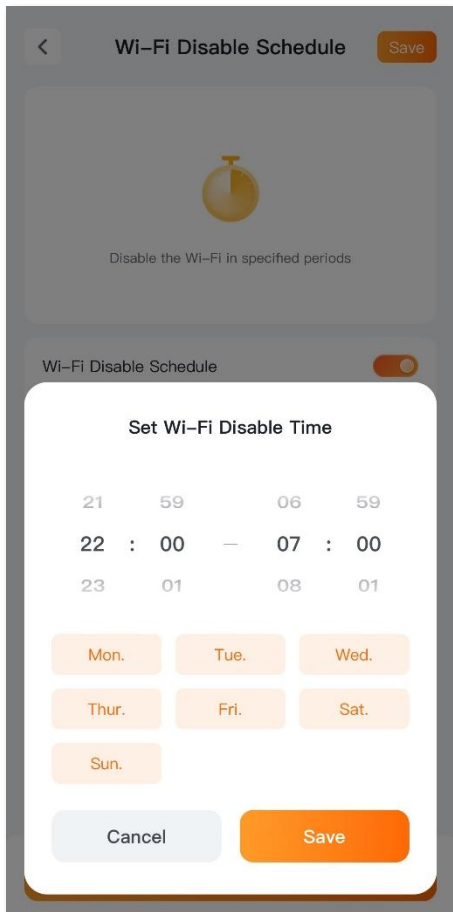 Wi-Fi Disable Schedule Save
Disable the Wi-Fi in specified periods
Wi-Fi Disable Schedule
Set Wi-Fi Disable Time
21 59 06 59
22 : 00 — 07 : 00
23 01 08 01
Mon. Tue. Wed.
Thur. Fri. Sat.
Sun.
Cancel Save